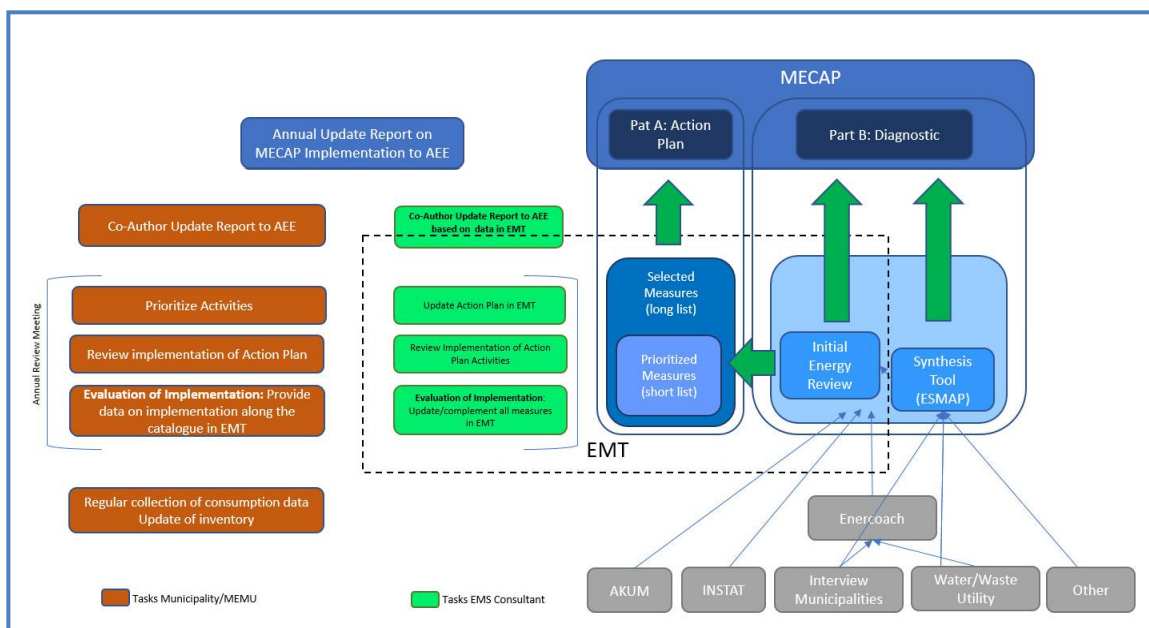 MECAP
Annual Update Report on
MECAP Implementation to AEE
Pat A: Action
Plan
Part B: Diagnostic
Co-Author Update Report to AEE
Co-Author Update Report to AEE
based on data in
EMT
Annual Review Meeting
Prioritize Activities
Review implementation of Action Plan
Evaluation of Implementation: Provide
data on implementation along the
catalogue in EMT
Update Action Plan in EMT
Review Implementation of Action
Plan Activities
Evaluation of Implementation:
Update/complement all measures
in EMT
Selected
Measures
(long list)
Prioritized
Measures
(short list)
Initial
Energy
Review
Synthesis
Tool
(ESMAP)
EMT
Regular collection of consumption data
Update of inventory
Enercoach
AKUM
INSTAT
Interview
Municipalities
Water/Waste
Utility
Other
Tasks Municipality/MEMU
Tasks EMS Consultant